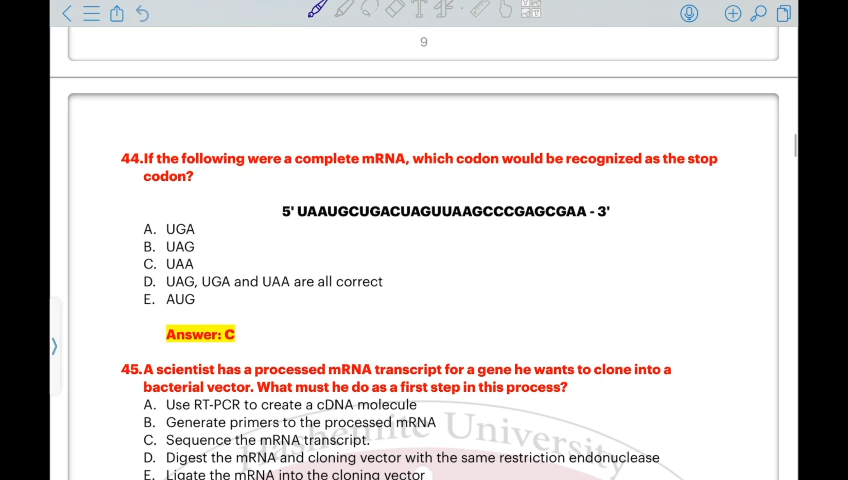 9
44.If the following were a complete mRNA, which codon would be recognized as the stop
codon?
5' UAAUGCUGACUAGUUAAGCCCGAGCGAA - 3'
A. UGA
B. UAG
C. UAA
D. UAG, UGA and UAA are all correct
E. AUG
Answer: C
45.A scientist has a processed mRNA transcript for a gene he wants to clone into a
bacterial vector. What must he do as a first step in this process?
A. Use RT-PCR to create a cDNA molecule
B. Generate primers to the processed mRNA
C. Sequence the mRNA transcript.
D. Digest the mRNA and cloning vector with the same restriction endonuclease
E. Ligate the mRNA into the cloning vector
Hashemite University